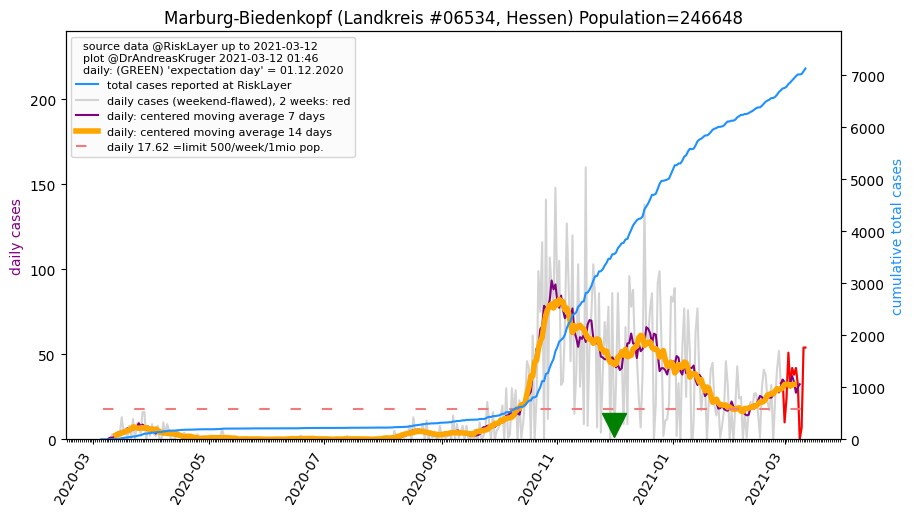 Marburg-Biedenkopf (Landkreis #06534, Hessen) Population=246648
source data @RiskLayer up to 2021-03-12
plot @DrAndreasKruger 2021-03-12 01:46
daily: (GREEN) 'expectation day' = 01.12.2020
total cases reported at RiskLayer
daily cases (weekend-flawed), 2 weeks: red
daily: centered moving average 7 days
daily: centered moving average 14 days
daily 17.62 =limit 500/week/1mio pop.
daily cases
200
150
100
50
0
7000
6000
5000
4000
3000
2000
1000
0
cumulative total cases
2020-03
2020-05
2020-07
2020-09
2020-11
2021-01
2021-03